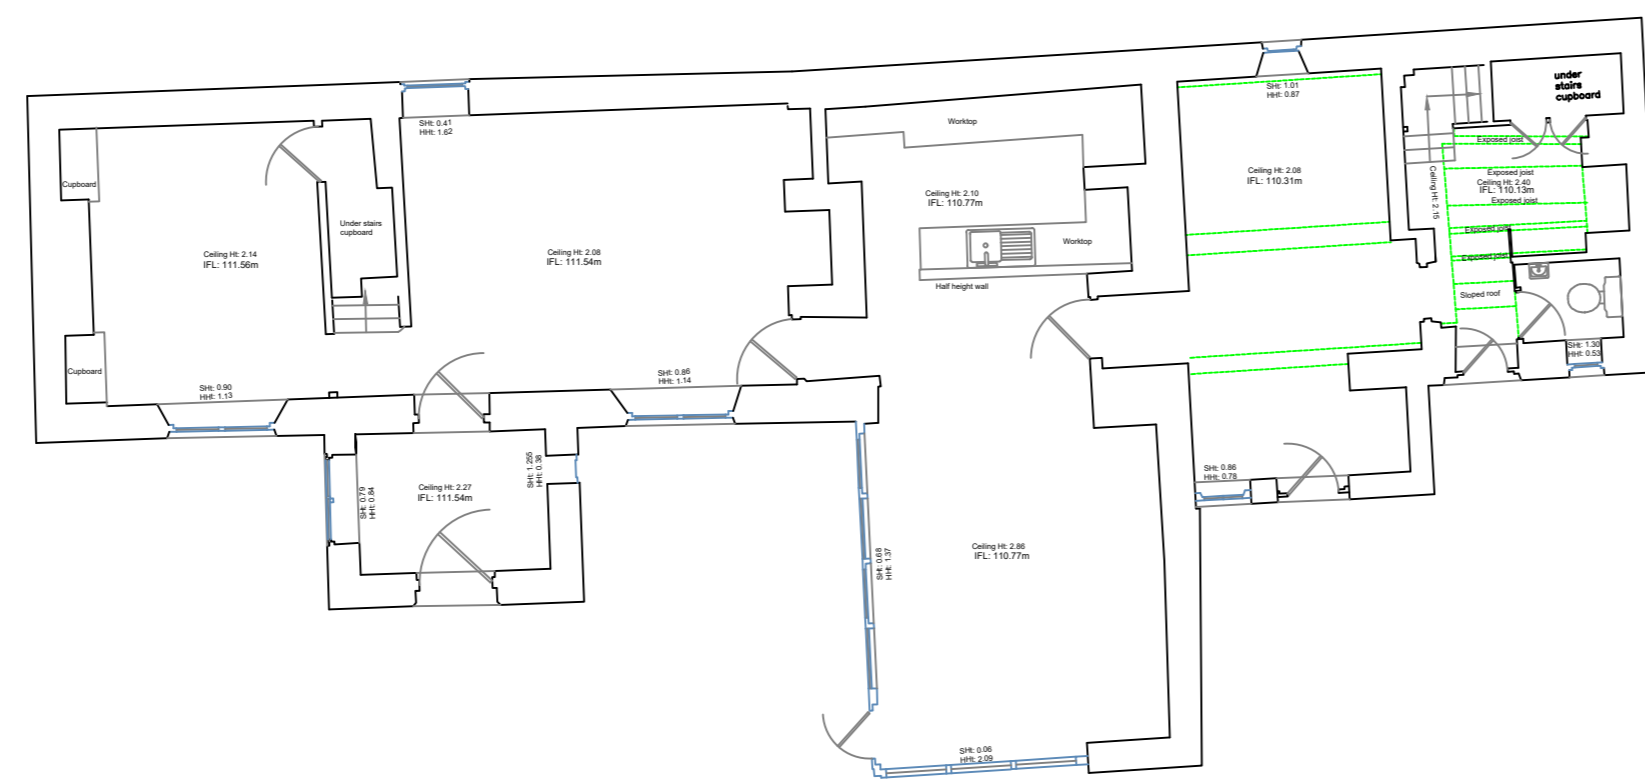 Cupboard
Ceiling Ht: 2.14
IFL: 111.56m
Under stairs
cupboard
Cupboard
SHt: 0.90
HHt: 1.13
SHt: 0.41
HHt: 1.62
Ceiling Ht: 2.08
IFL: 111.54m
SHt: 0.86
HHt: 1.14
SHt: 0.79
HHt: 0.84
Ceiling Ht: 2.27
IFL: 111.54m
SHt: 1.255
HHt: 0.38
Worktop
Ceiling Ht: 2.10
IFL: 110.77m
Worktop
Half height wall
SHt: 0.68
HHt: 1.37
Ceiling Ht: 2.86
IFL: 110.77m
SHt: 0.06
HHt: 2.09
SHt: 1.01
HHt: 0.87
Ceiling Ht: 2.08
IFL: 110.31m
SHt: 0.86
HHt: 0.78
under
stairs
cupboard
Exposed joist
Exposed joist
Ceiling Ht: 2.40
IFL: 110.13m
Exposed joist
Ceiling Ht: 2.15
Exposed joist
Exposed joist
Sloped roof
SHt: 1.30
HHt: 0.53